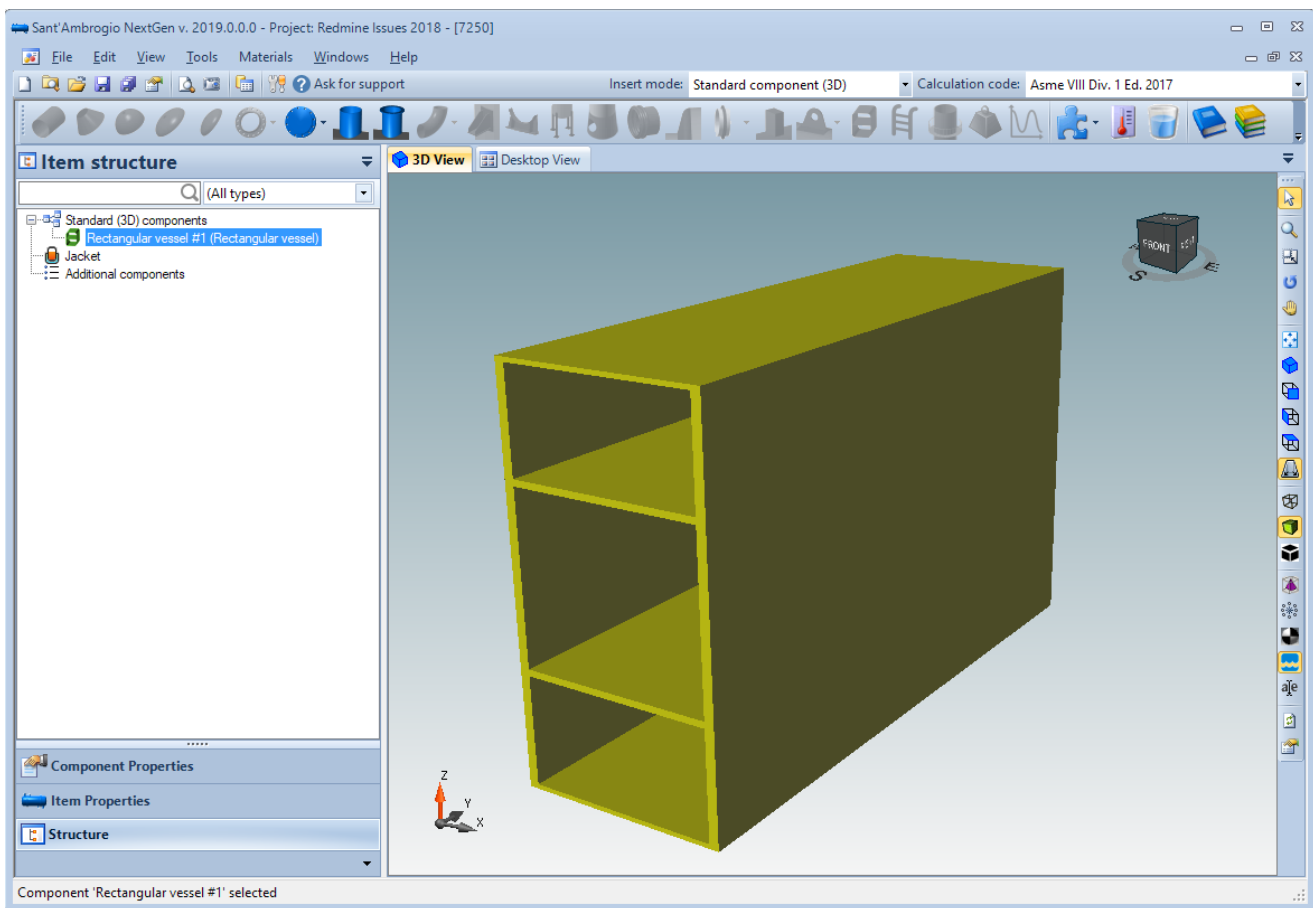 Sant'Ambrogio NextGen v. 2019.0.0.0 - Project: Redmine Issues 2018 - [7250]
File Edit View Tools Materials Windows Help
Ask for support Insert mode: Standard component (3D) Calculation code: Asme VIII Div. 1 Ed. 2017
Item structure
3D View Desktop View
(All types)
Standard (3D) components
Rectangular vessel #1 (Rectangular vessel)
Jacket
Additional components
FRONT
S E
Z
Y
X
a e
Component Properties
Item Properties
Structure
Component 'Rectangular vessel #1' selected